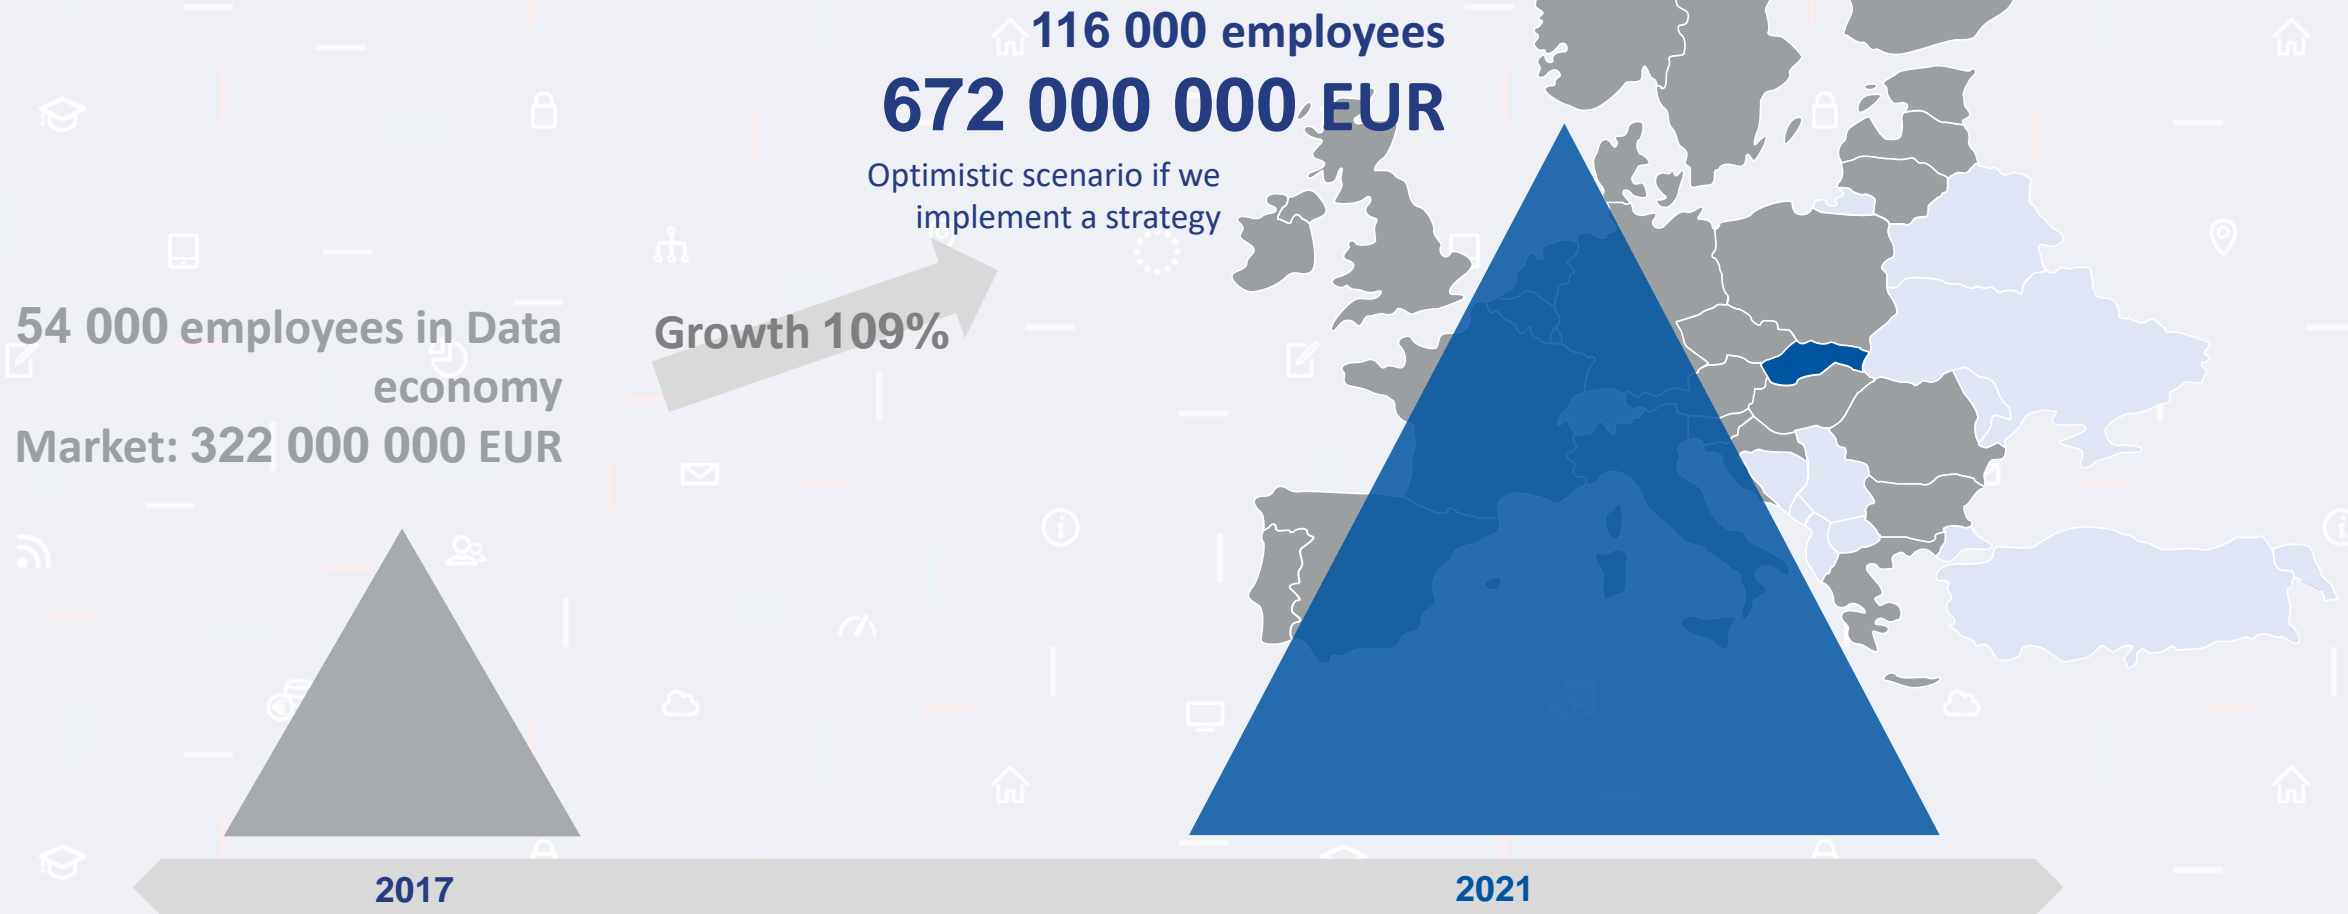 116 000 employees
672 000 000 EUR
Optimistic scenario if we
implement a strategy
54 000 employees in Data
economy
Market: 322 000 000 EUR
Growth 109%
2017
2021